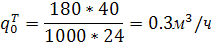 q₀ᵀ = 180 * 40 / 1000 * 24 = 0.3м³/ч